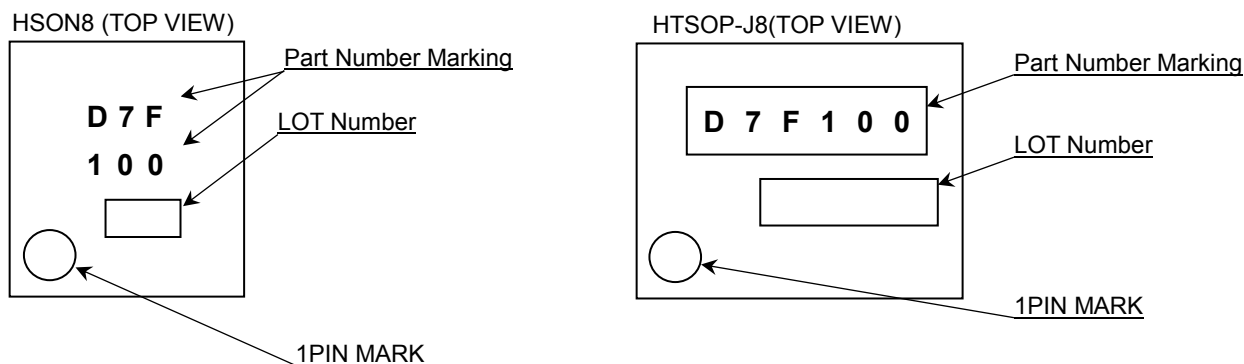 HSON8 (TOP VIEW)
Part Number Marking
D 7 F
LOT Number
1 0 0
1PIN MARK
HTSOP-J8(TOP VIEW)
Part Number Marking
D 7 F 1 0 0
LOT Number
1PIN MARK